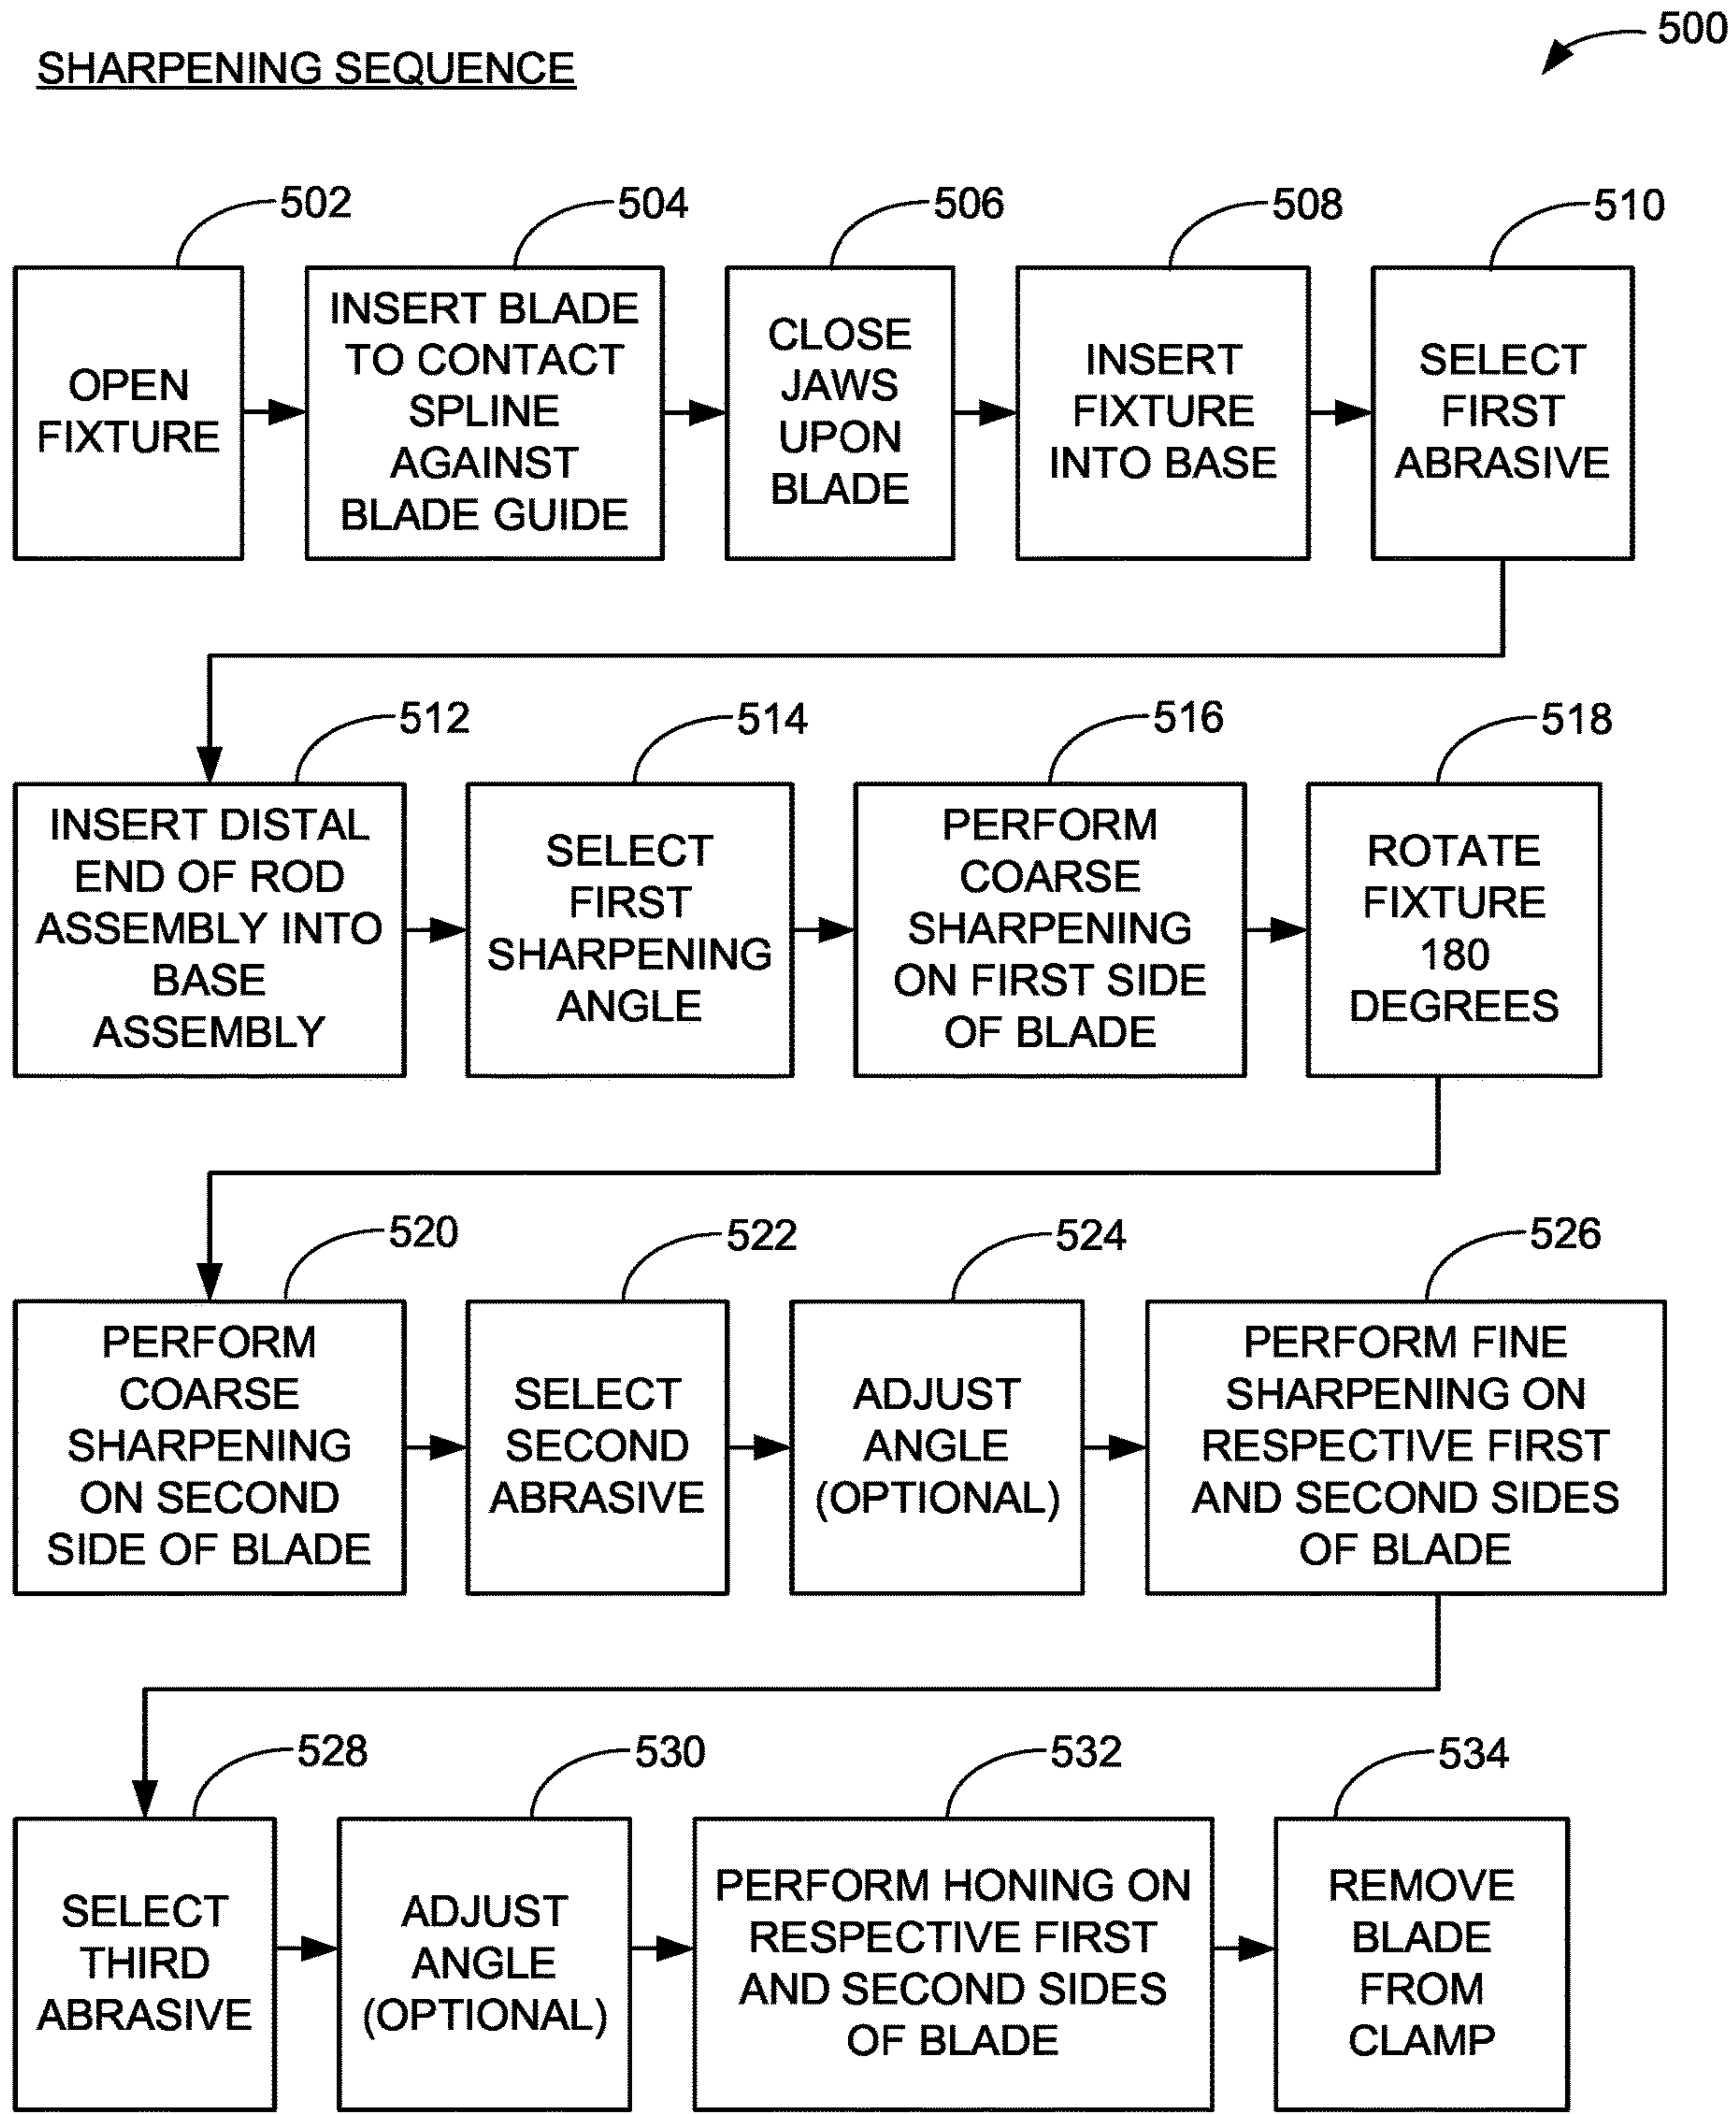 500
SHARPENING SEQUENCE
502
504
506
508
510
OPEN
FIXTURE
INSERT BLADE
TO CONTACT
SPLINE
AGAINST
BLADE GUIDE
CLOSE
JAWS
UPON
BLADE
INSERT
FIXTURE
INTO BASE
SELECT
FIRST
ABRASIVE
512
514
516
518
INSERT DISTAL
END OF ROD
ASSEMBLY INTO
BASE
ASSEMBLY
SELECT
FIRST
SHARPENING
ANGLE
PERFORM
COARSE
SHARPENING
ON FIRST SIDE
OF BLADE
ROTATE
FIXTURE
180
DEGREES
520
522
524
526
PERFORM
COARSE
SHARPENING
ON SECOND
SIDE OF BLADE
SELECT
SECOND
ABRASIVE
ADJUST
ANGLE
(OPTIONAL)
PERFORM FINE
SHARPENING ON
RESPECTIVE FIRST
AND SECOND SIDES
OF BLADE
528
530
532
534
SELECT
THIRD
ABRASIVE
ADJUST
ANGLE
(OPTIONAL)
PERFORM HONING ON
RESPECTIVE FIRST
AND SECOND SIDES
OF BLADE
REMOVE
BLADE
FROM
CLAMP